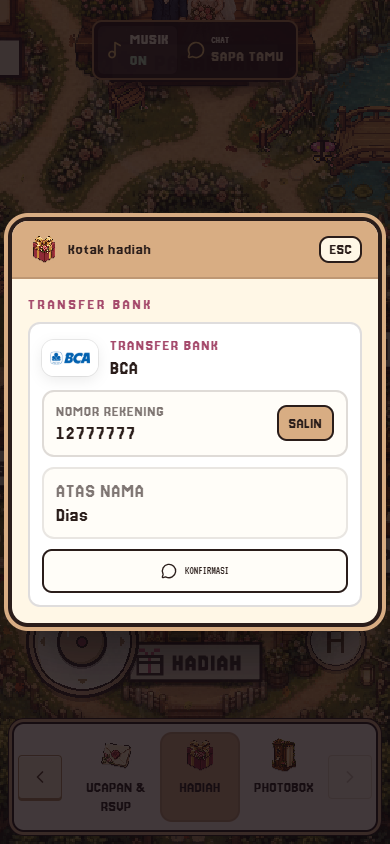 MUSIK
ON
CHAT
SAPA TAMU
Kotak hadiah
ESC
TRANSFER BANK
BCA
TRANSFER BANK
BCA
NOMOR REKENING
12777777
SALIN
ATAS NAMA
Dias
KONFIRMASI
H
HADIAH
UCAPAN &
RSVP
HADIAH
PHOTOBOX